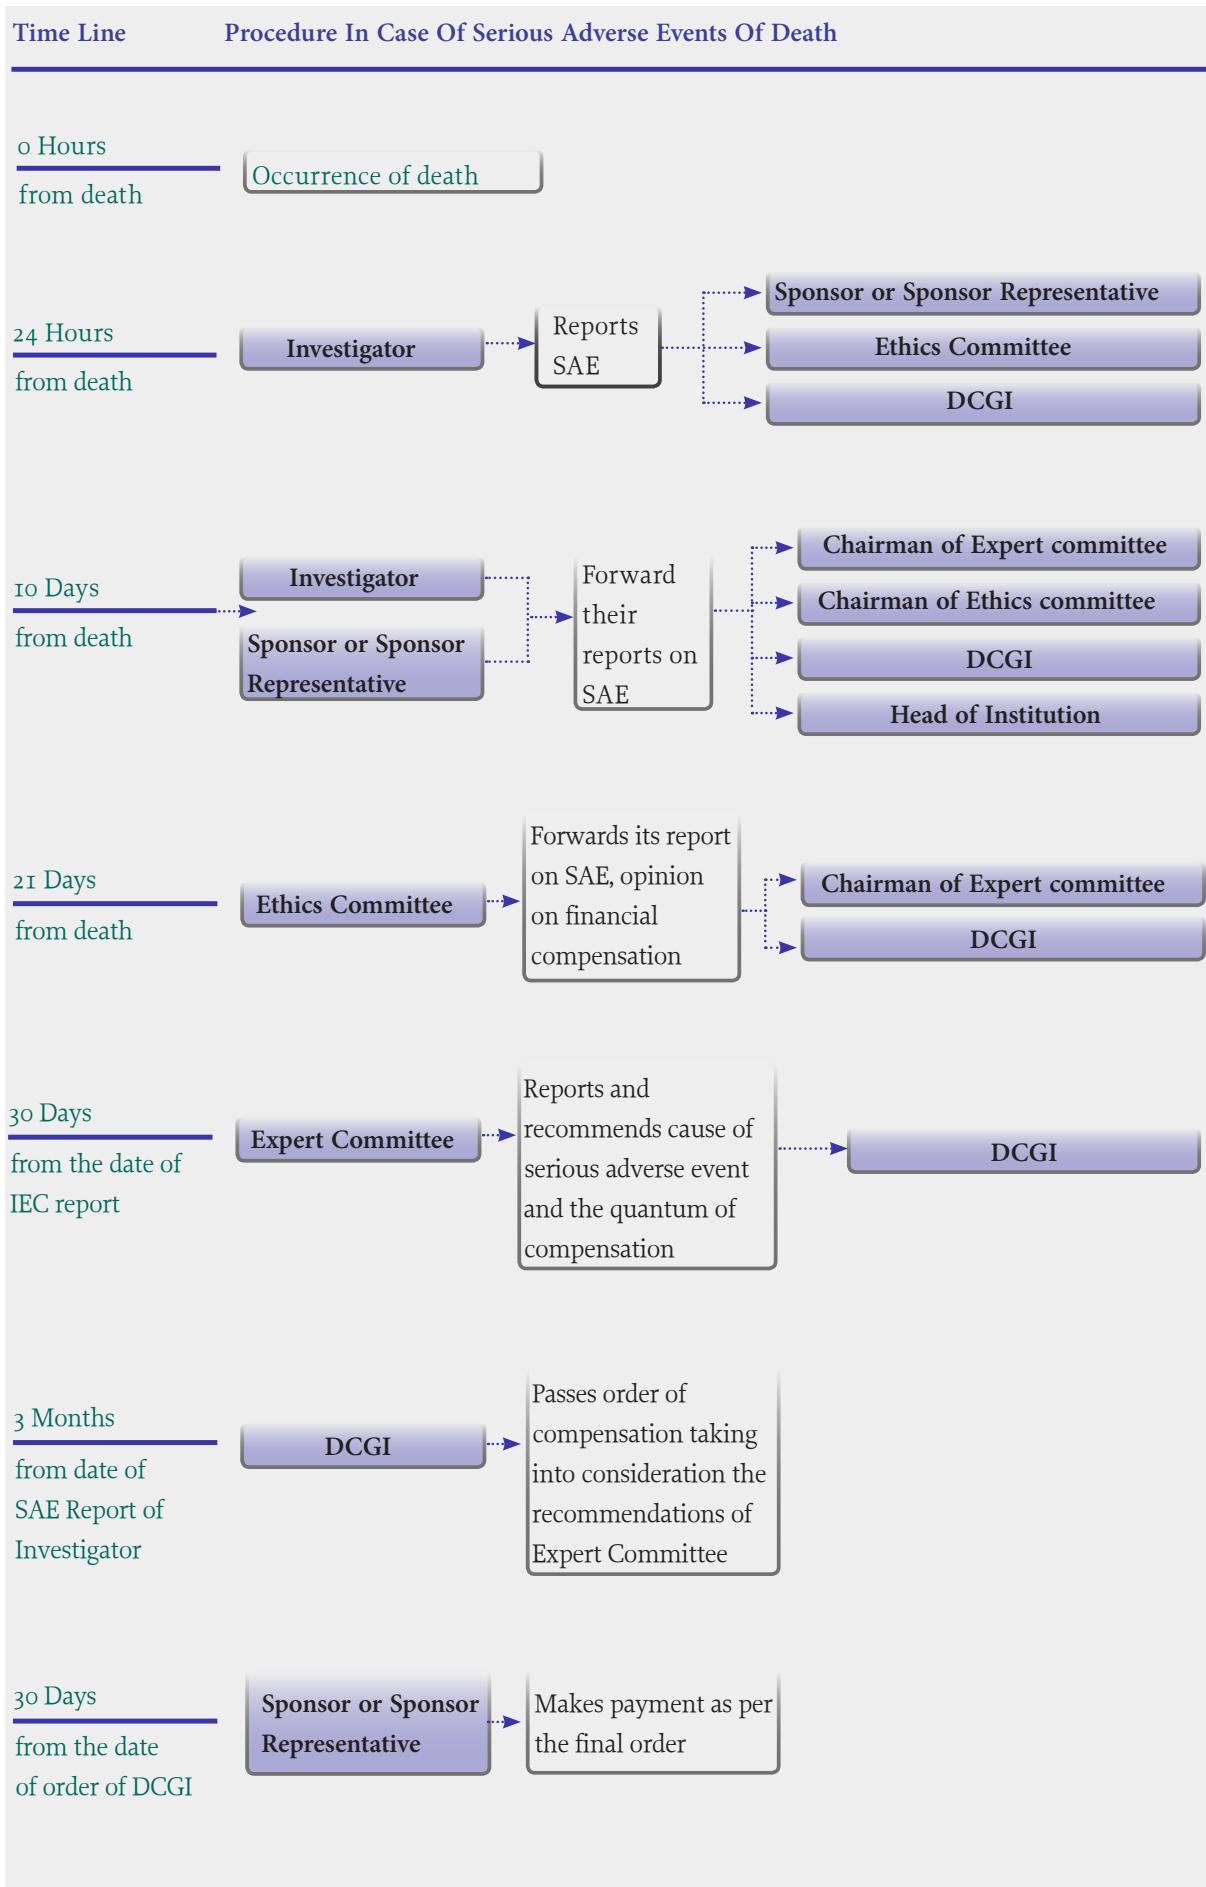 Time Line Procedure In Case Of Serious Adverse Events Of Death
0 Hours
from death
Occurrence of death
24 Hours
from death
Investigator
Reports
SAE
Sponsor or Sponsor Representative
Ethics Committee
DCGI
10 Days
from death
Investigator
Sponsor or Sponsor
Representative
Forward
their
reports on
SAE
Chairman of Expert committee
Chairman of Ethics committee
DCGI
Head of Institution
21 Days
from death
Ethics Committee
Forwards its report
on SAE, opinion
on financial
compensation
Chairman of Expert committee
DCGI
30 Days
from the date of
IEC report
Expert Committee
Reports and
recommends cause of
serious adverse event
and the quantum of
compensation
DCGI
3 Months
from date of
SAE Report of
Investigator
DCGI
Passes order of
compensation taking
into consideration the
recommendations of
Expert Committee
30 Days
from the date
of order of DCGI
Sponsor or Sponsor
Representative
Makes payment as per
the final order